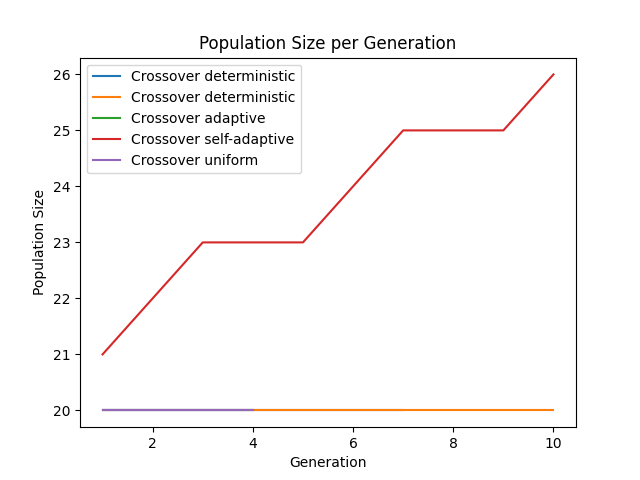 Population Size per Generation
Crossover deterministic
Crossover deterministic
Crossover adaptive
Crossover self-adaptive
Crossover uniform
26
25
24
23
22
21
20
Population Size
2 4 6 8 10
Generation